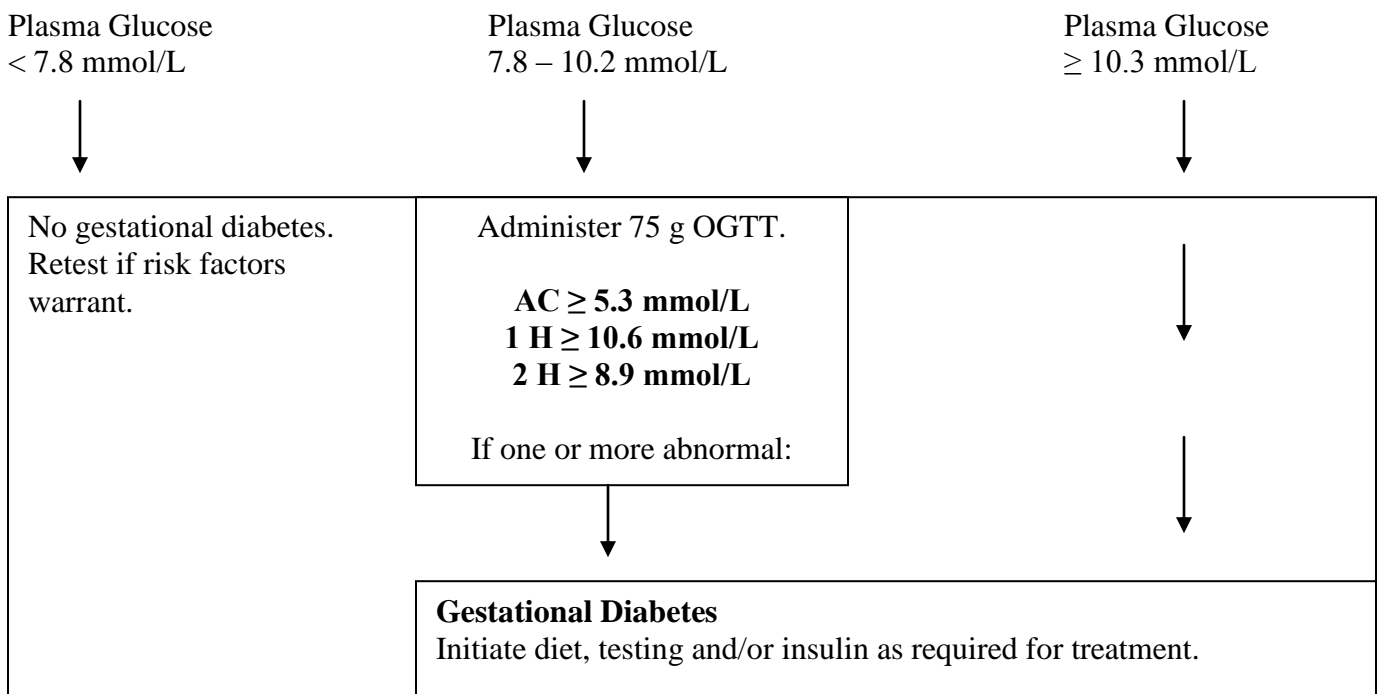 Plasma Glucose
< 7.8 mmol/L
Plasma Glucose
7.8 – 10.2 mmol/L
Plasma Glucose
≥ 10.3 mmol/L
No gestational diabetes.
Retest if risk factors
warrant.
Administer 75 g OGTT.
AC ≥ 5.3 mmol/L
1 H ≥ 10.6 mmol/L
2 H ≥ 8.9 mmol/L
If one or more abnormal:
Gestational Diabetes
Initiate diet, testing and/or insulin as required for treatment.